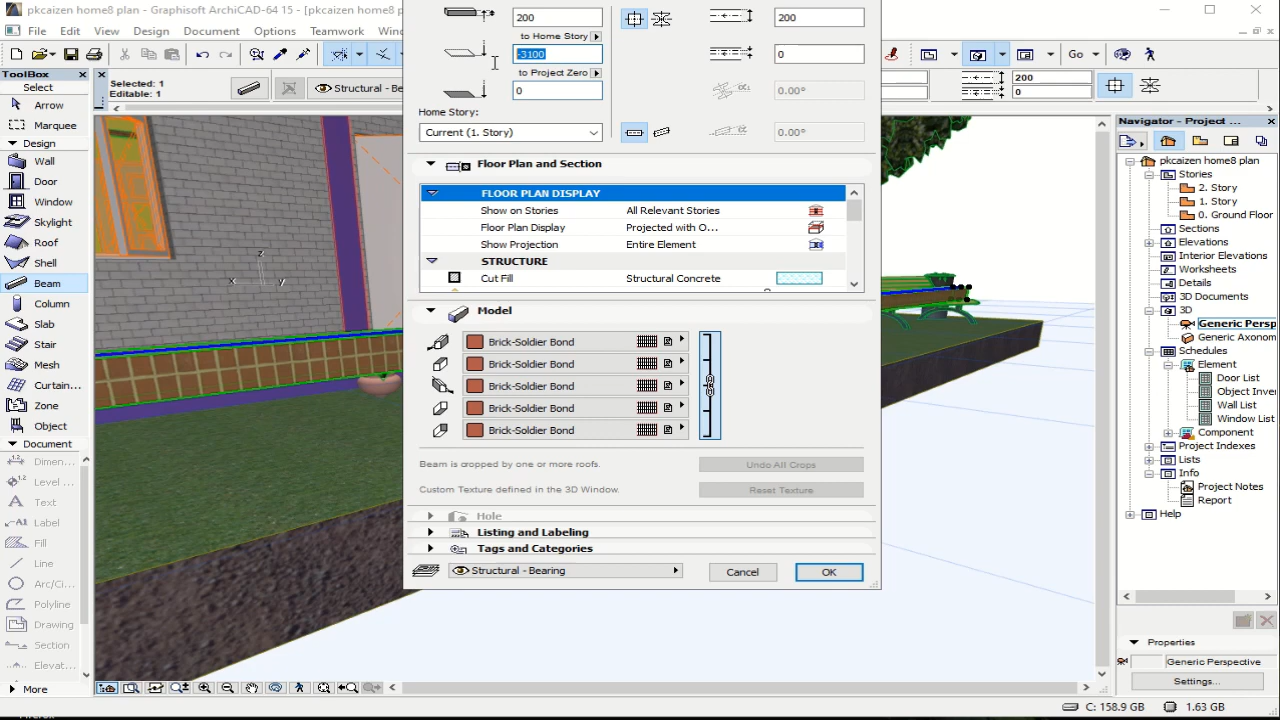 pkcaizen home8 plan - Graphisoft ArchiCAD-64 15 - [Generic Perspect
File Edit View Design Document Options Teamwork Window Help
ToolBox
Select
Arrow
Marquee
Design
Wall
Door
Window
Skylight
Roof
Shell
Beam
Column
Slab
Stair
Mesh
Curtain...
Zone
Object
Document
Dimen...
Level ...
Text
Label
Fill
Line
Arc/Ci...
Polyline
Drawing
Section
Elevat...
More
Selected: 1
Editable: 1
Structural - Be
200
to Home Story:
-3100
to Project Zero
0
Home Story:
Current (1. Story)
200
0
0.00°
0.00°
Floor Plan and Section
FLOOR PLAN DISPLAY
Show on Stories All Relevant Stories
Floor Plan Display Projected with O...
Show Projection Entire Element
STRUCTURE
Cut Fill Structural Concrete
Model
Brick-Soldier Bond
Brick-Soldier Bond
Brick-Soldier Bond
Brick-Soldier Bond
Brick-Soldier Bond
Beam is cropped by one or more roofs.
Undo All Crops
Custom Texture defined in the 3D Window.
Reset Texture
Hole
Listing and Labeling
Tags and Categories
Structural - Bearing
Cancel
OK
z
x
y
Go
200
0
Navigator - Project ...
pkcaizen home8 plan
Stories
2. Story
1. Story
0. Ground Floor
Sections
Elevations
Interior Elevations
Worksheets
Details
3D Documents
3D
Generic Persp
Generic Axonom
Schedules
Element
Door List
Object Inver
Wall List
Window List
Component
Project Indexes
Lists
Info
Project Notes
Report
Help
Properties
Generic Perspective
Settings...
C: 158.9 GB
1.63 GB